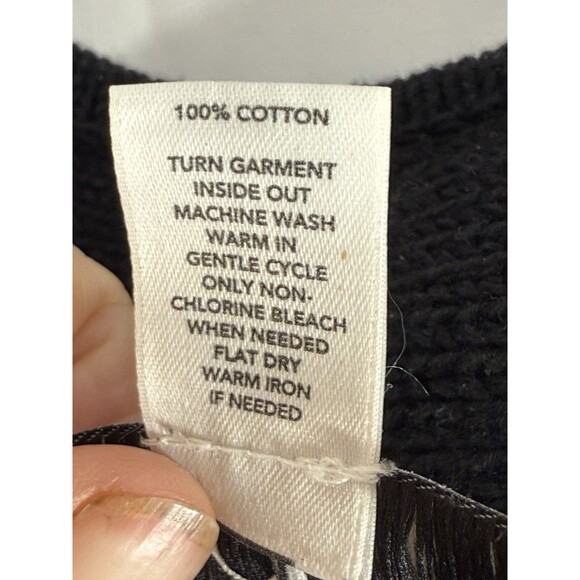 100% COTTON
TURN GARMENT
INSIDE OUT
MACHINE WASH
WARM IN
GENTLE CYCLE
ONLY NON-
CHLORINE BLEACH
WHEN NEEDED
FLAT DRY
WARM IRON
IF NEEDED